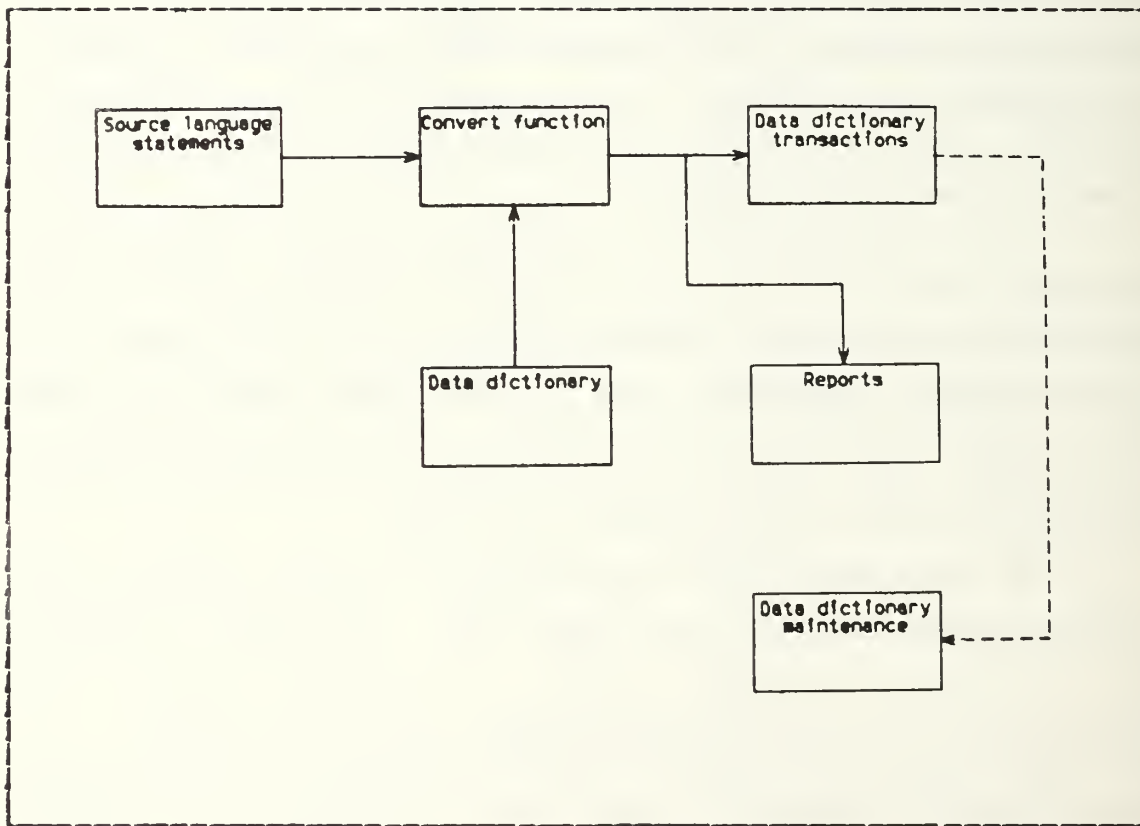 Source language
statements
Convert function
Data dictionary
transactions
Data dictionary
Reports
Data dictionary
maintenance